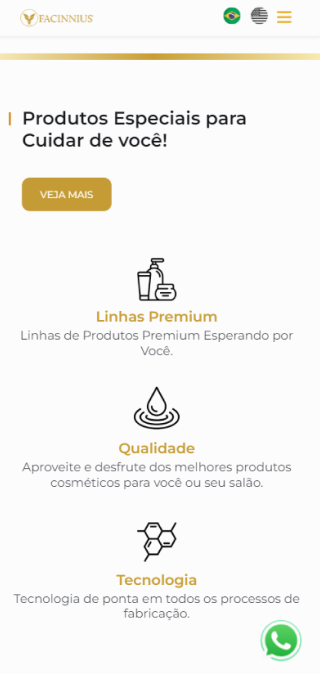 FACINNIUS
Produtos Especiais para
Cuidar de você!
VEJA MAIS
Linhas Premium
Linhas de Produtos Premium Esperando por
Você.
Qualidade
Aproveite e desfrute dos melhores produtos
cosméticos para você ou seu salão.
Tecnologia
Tecnologia de ponta em todos os processos de
fabricação.